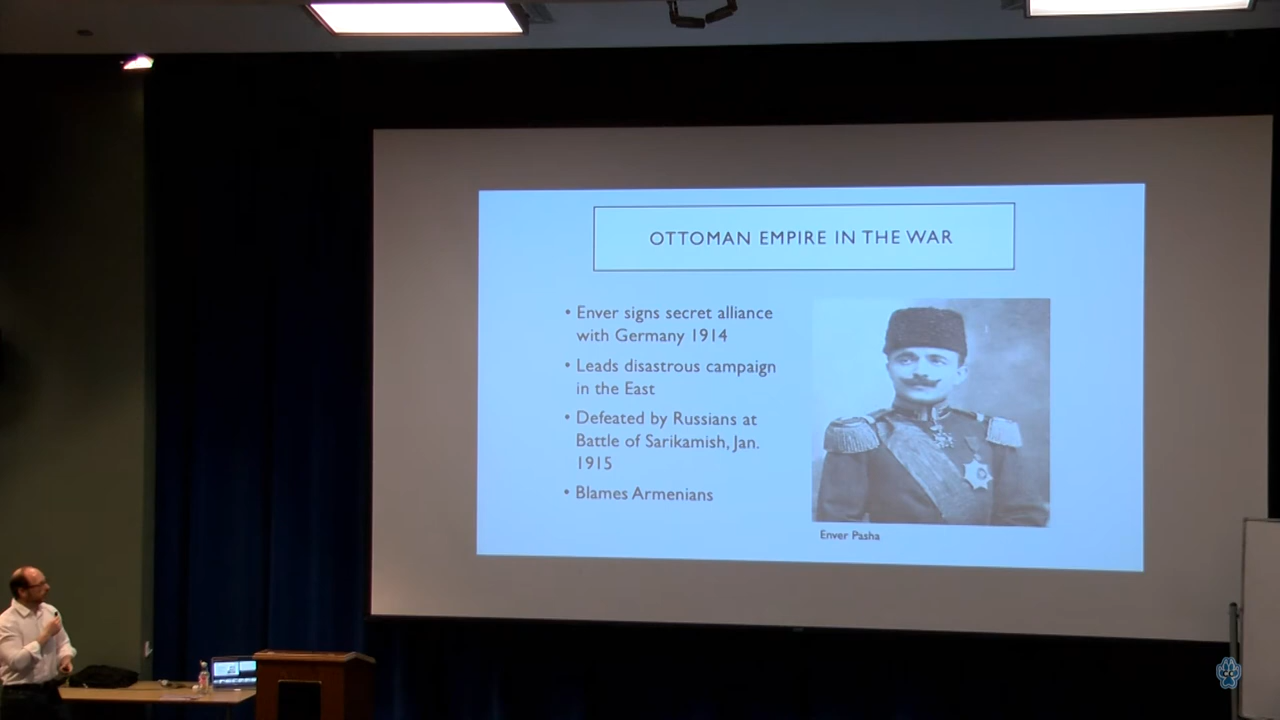 OTTOMAN EMPIRE IN THE WAR
• Enver signs secret alliance
with Germany 1914
• Leads disastrous campaign
in the East
• Defeated by Russians at
Battle of Sarikamish, Jan.
1915
• Blames Armenians
Enver Pasha